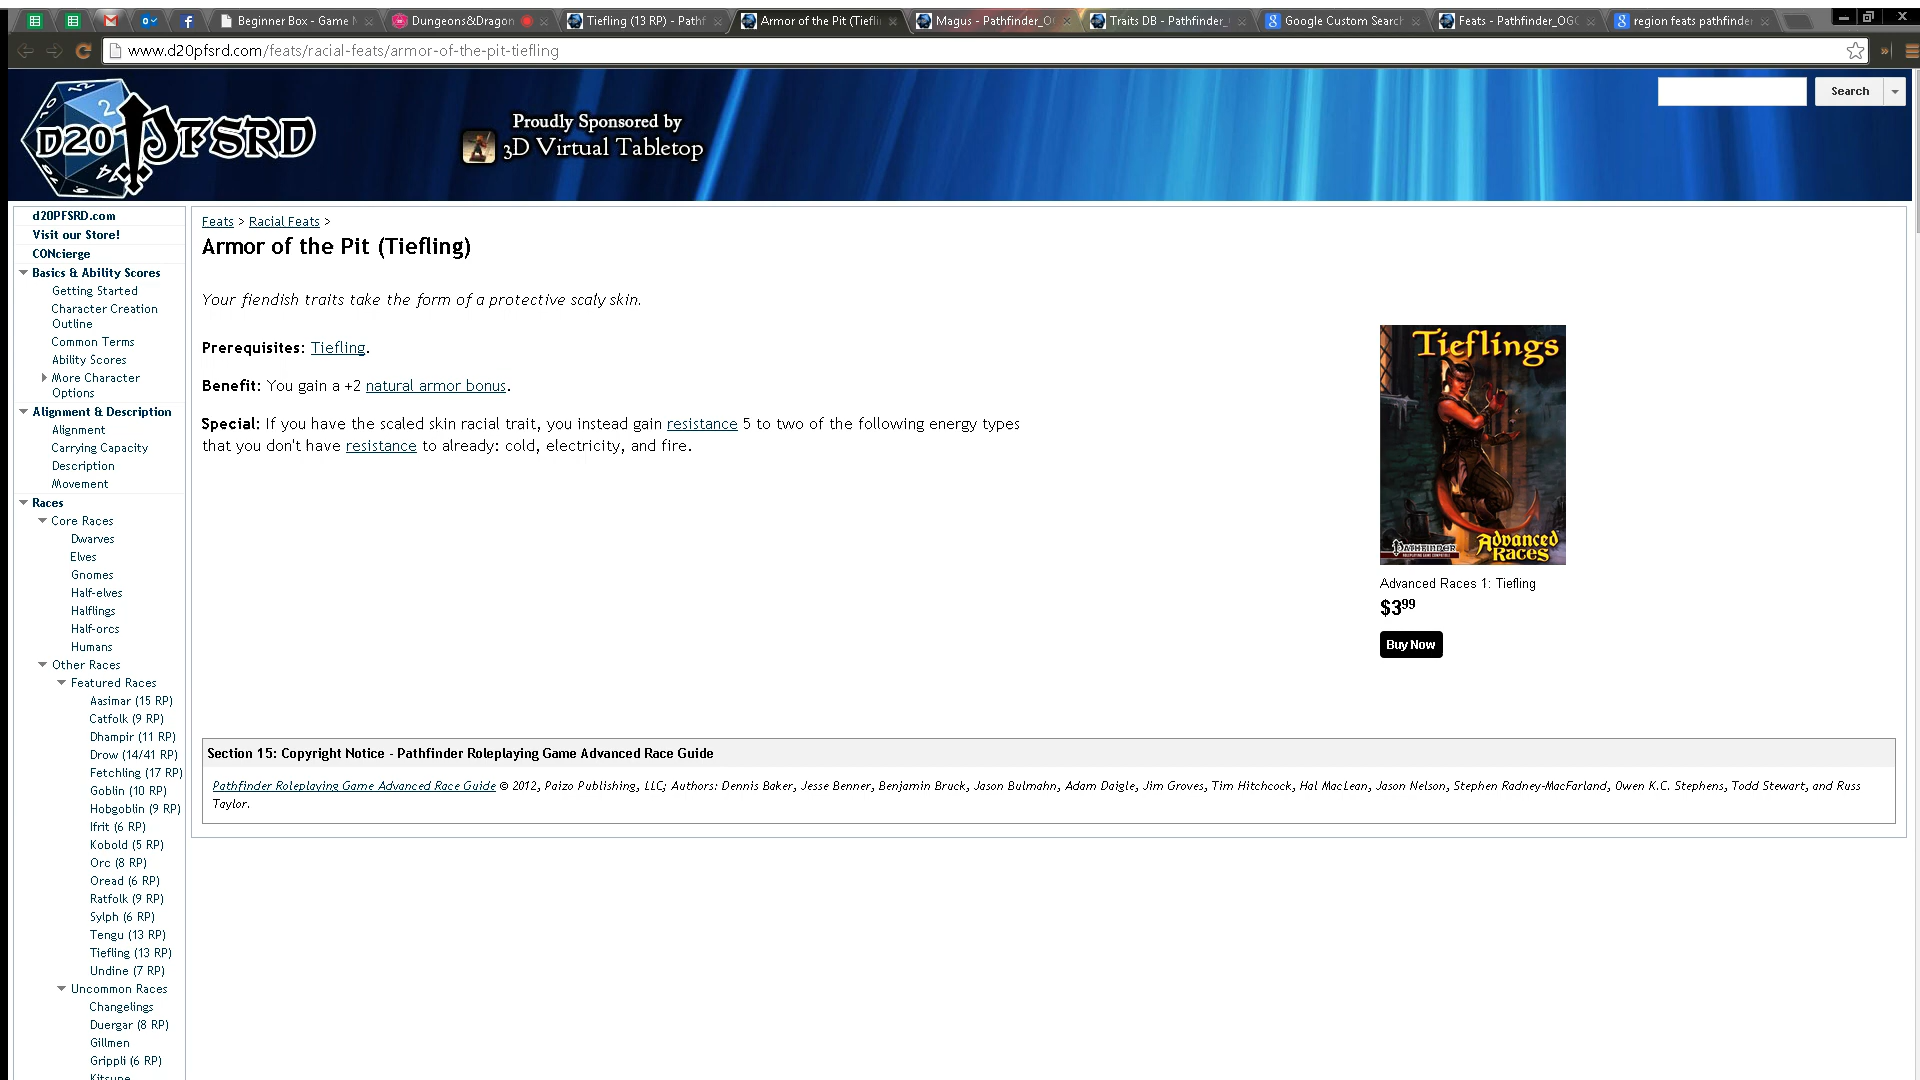 Beginner Box - Game M
Dungeons&Dragon
Tiefling (13 RP) - Pathf
Armor of the Pit (Tiefli
Magus - Pathfinder_OG
Traits DB - Pathfinder_
Google Custom Search
Feats - Pathfinder_OGC
region feats pathfinder
www.d20pfsrd.com/feats/racial-feats/armor-of-the-pit-tiefling
D20PFSRD
Proudly Sponsored by
3D Virtual Tabletop
Search
d20PFSRD.com
Visit our Store!
CONcierge
Basics & Ability Scores
Getting Started
Character Creation
Outline
Common Terms
Ability Scores
More Character
Options
Alignment & Description
Alignment
Carrying Capacity
Description
Movement
Races
Core Races
Dwarves
Elves
Gnomes
Half-elves
Halflings
Half-orcs
Humans
Other Races
Featured Races
Aasimar (15 RP)
Catfolk (9 RP)
Dhampir (11 RP)
Drow (14/41 RP)
Fetchling (17 RP)
Goblin (10 RP)
Hobgoblin (9 RP)
Ifrit (6 RP)
Kobold (5 RP)
Orc (8 RP)
Oread (6 RP)
Ratfolk (9 RP)
Sylph (6 RP)
Tengu (13 RP)
Tiefling (13 RP)
Undine (7 RP)
Uncommon Races
Changelings
Duergar (8 RP)
Gillmen
Grippli (6 RP)
Kitsune
Feats > Racial Feats >
Armor of the Pit (Tiefling)
Your fiendish traits take the form of a protective scaly skin.
Prerequisites: Tiefling.
Benefit: You gain a +2 natural armor bonus.
Special: If you have the scaled skin racial trait, you instead gain resistance 5 to two of the following energy types
that you don't have resistance to already: cold, electricity, and fire.
Tieflings
PATHFINDER
Advanced
Races
Advanced Races 1: Tiefling
$399
Buy Now
Section 15: Copyright Notice - Pathfinder Roleplaying Game Advanced Race Guide
Pathfinder Roleplaying Game Advanced Race Guide © 2012, Paizo Publishing, LLC; Authors: Dennis Baker, Jesse Benner, Benjamin Bruck, Jason Bulmahn, Adam Daigle, Jim Groves, Tim Hitchcock, Hal MacLean, Jason Nelson, Stephen Radney-MacFarland, Owen K.C. Stephens, Todd Stewart, and Russ
Taylor.